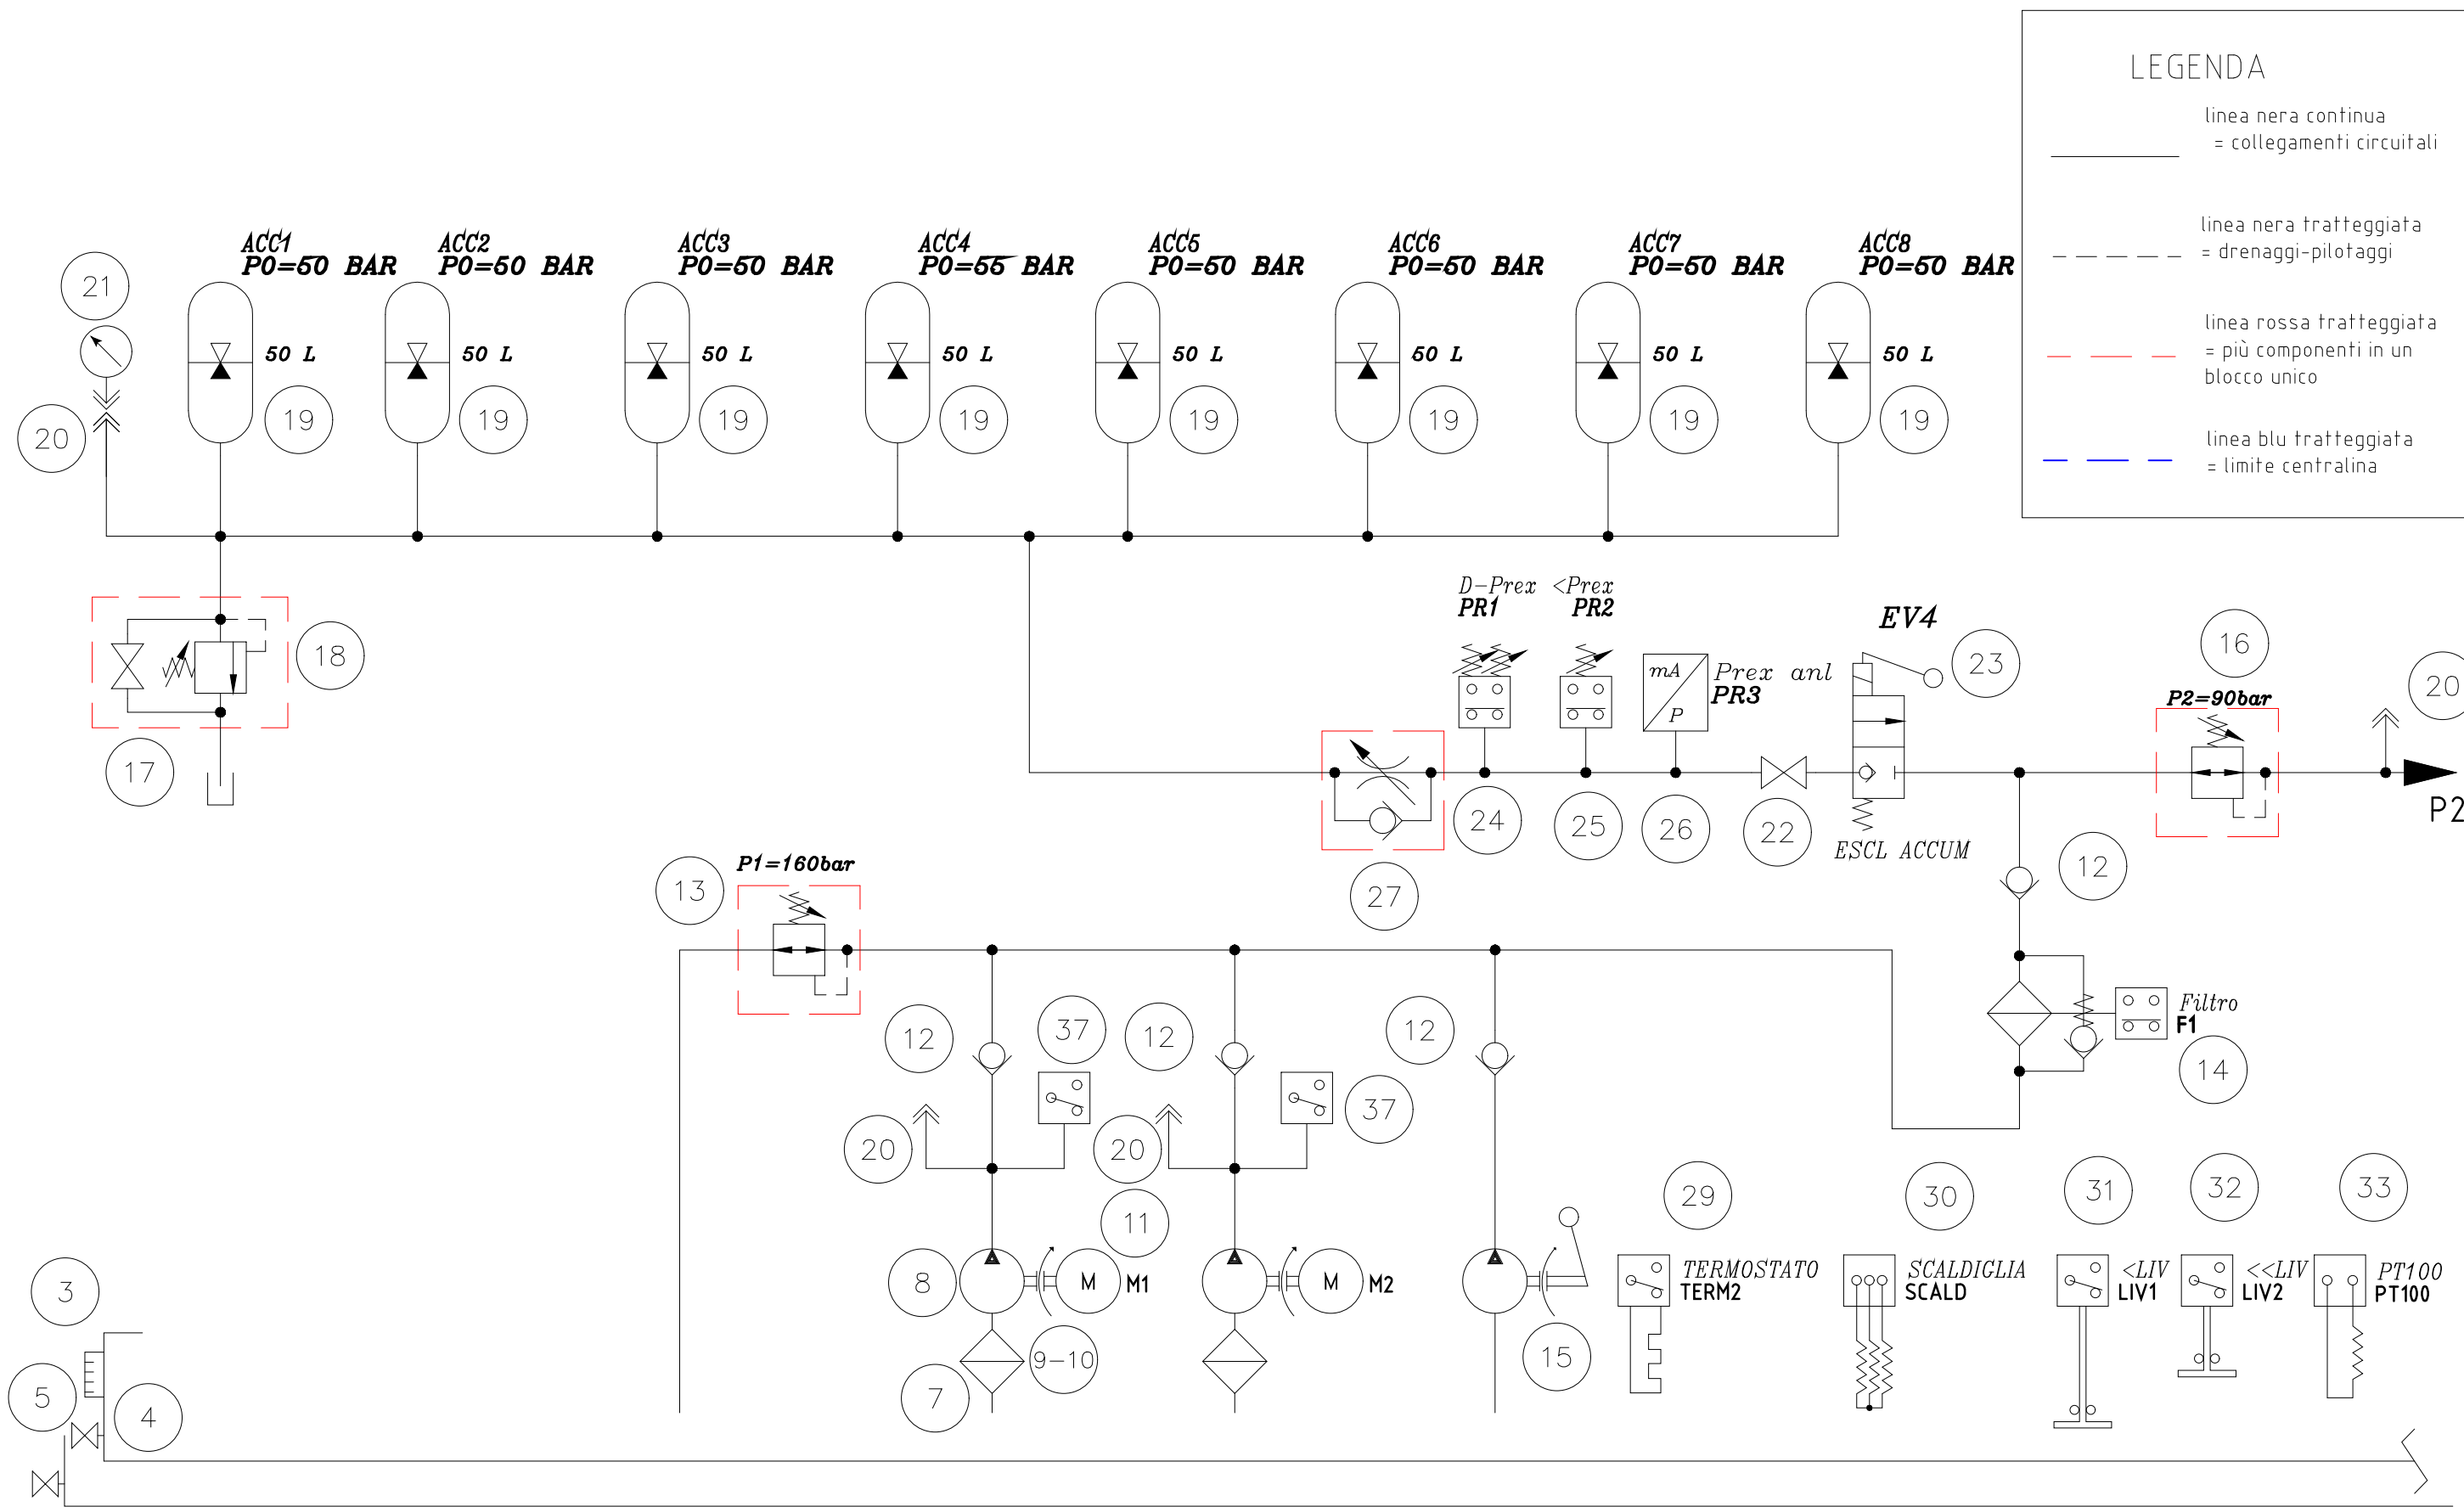 LEGENDA
linea nera continua
= collegamenti circuitali
linea nera tratteggiata
= drenaggi-pilotaggi
linea rossa tratteggiata
= più componenti in un
blocco unico
linea blu tratteggiata
= limite centralina
ACC1
P0=50 BAR
ACC2
P0=50 BAR
ACC3
P0=50 BAR
ACC4
P0=55 BAR
ACC5
P0=50 BAR
ACC6
P0=50 BAR
ACC7
P0=50 BAR
ACC8
P0=50 BAR
21
50 L
50 L
50 L
50 L
50 L
50 L
50 L
50 L
20
19
19
19
19
19
19
19
19
18
17
D-Prex
PR1
<Prex
PR2
mA
P
Prex anl
PR3
EV4
23
16
P2=90bar
20
P2
24
25
26
22
ESCL ACCUM
27
12
13
P1=160bar
12
37
12
37
12
Filtro
F1
14
20
20
11
8
M
M1
M
M2
9-10
7
15
29
TERMOSTATO
TERM2
30
SCALDIGLIA
SCALD
31
<LIV
LIV1
32
<<LIV
LIV2
33
PT100
PT100
3
5
4